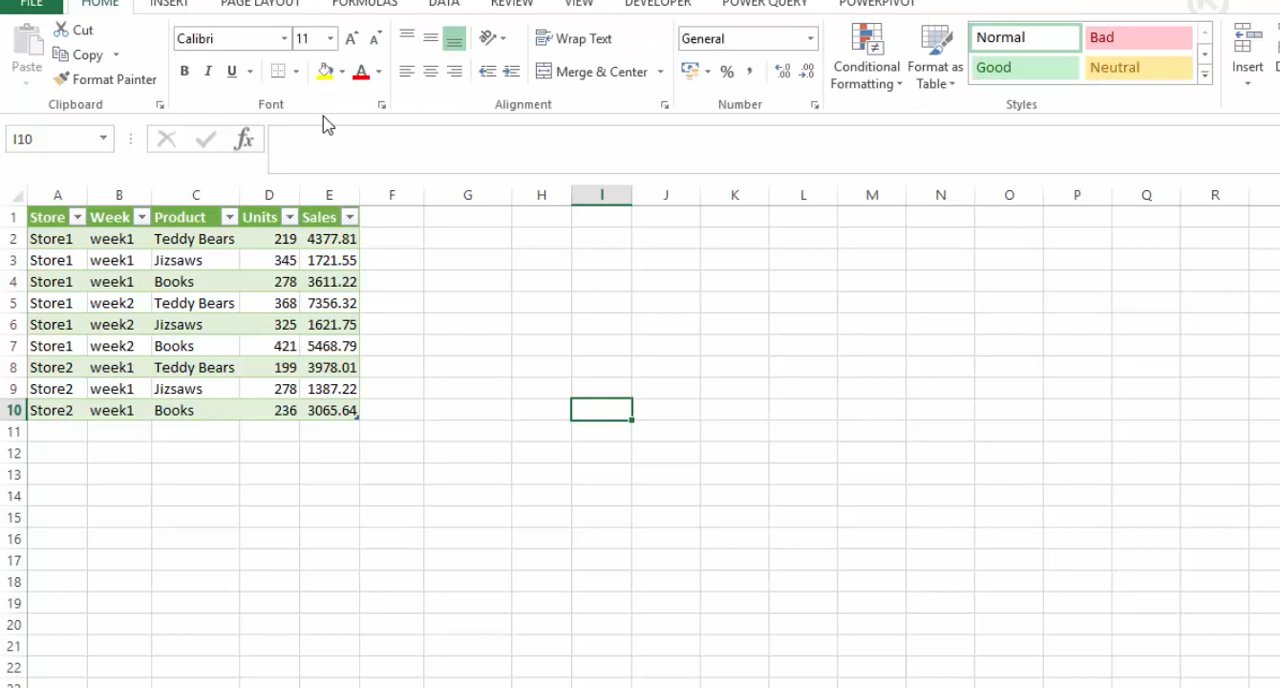 FILE HOME INSERT PAGE LAYOUT FORMULAS DATA REVIEW VIEW DEVELOPER POWER QUERY POWERPIVOT
Paste
Cut
Copy
Format Painter
Clipboard
Calibri 11
B I U A
Font
Wrap Text
Merge & Center
Alignment
General
%
Number
Conditional
Formatting
Format as
Table
Normal Bad
Good Neutral
Styles
Insert
I10 fx
A B C D E F G H I J K L M N O P Q R
1 Store Week Product Units Sales
2 Store1 week1 Teddy Bears 219 4377.81
3 Store1 week1 Jizsaws 345 1721.55
4 Store1 week1 Books 278 3611.22
5 Store1 week2 Teddy Bears 368 7356.32
6 Store1 week2 Jizsaws 325 1621.75
7 Store1 week2 Books 421 5468.79
8 Store2 week1 Teddy Bears 199 3978.01
9 Store2 week1 Jizsaws 278 1387.22
10 Store2 week1 Books 236 3065.64
11
12
13
14
15
16
17
18
19
20
21
22